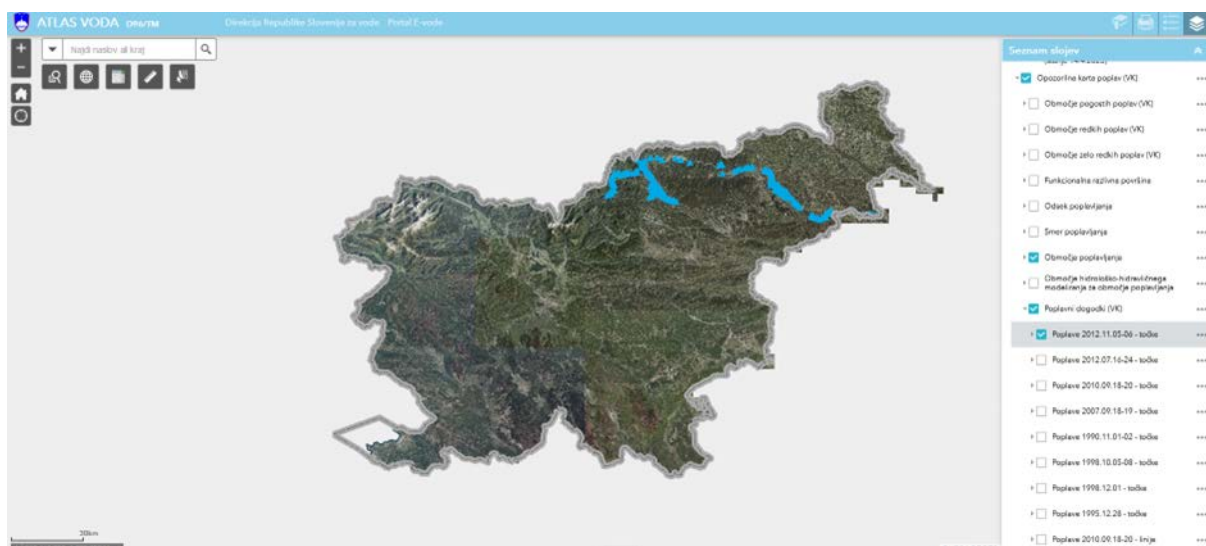 ATLAS VODA DRSV/TM
Direkcija Republike Slovenije za vode Portal E-vode
Najdi naslov ali kraj
Seznam slojev
Opozorilna karta poplav (VK)
Območje pogostih poplav (VK)
Območje redkih poplav (VK)
Območje zelo redkih poplav (VK)
Funkcionalna razlivna površina
Odsek poplavljanja
Smer poplavljanja
Območja poplavljanja
Območja hidrološko-hidravličnega
modeliranja za območje poplavljanja
Poplavni dogodki (VK)
Poplave 2012.11.05-06 - točke
Poplave 2012.07.16-24 - točke
Poplave 2010.09.18-20 - točke
Poplave 2007.09.18-19 - točke
Poplave 1990.11.01-02 - točke
Poplave 1998.10.05-08 - točke
Poplave 1998.12.01 - točke
Poplave 1995.12.28 - točke
Poplave 2010.09.18-20 - linije
20km